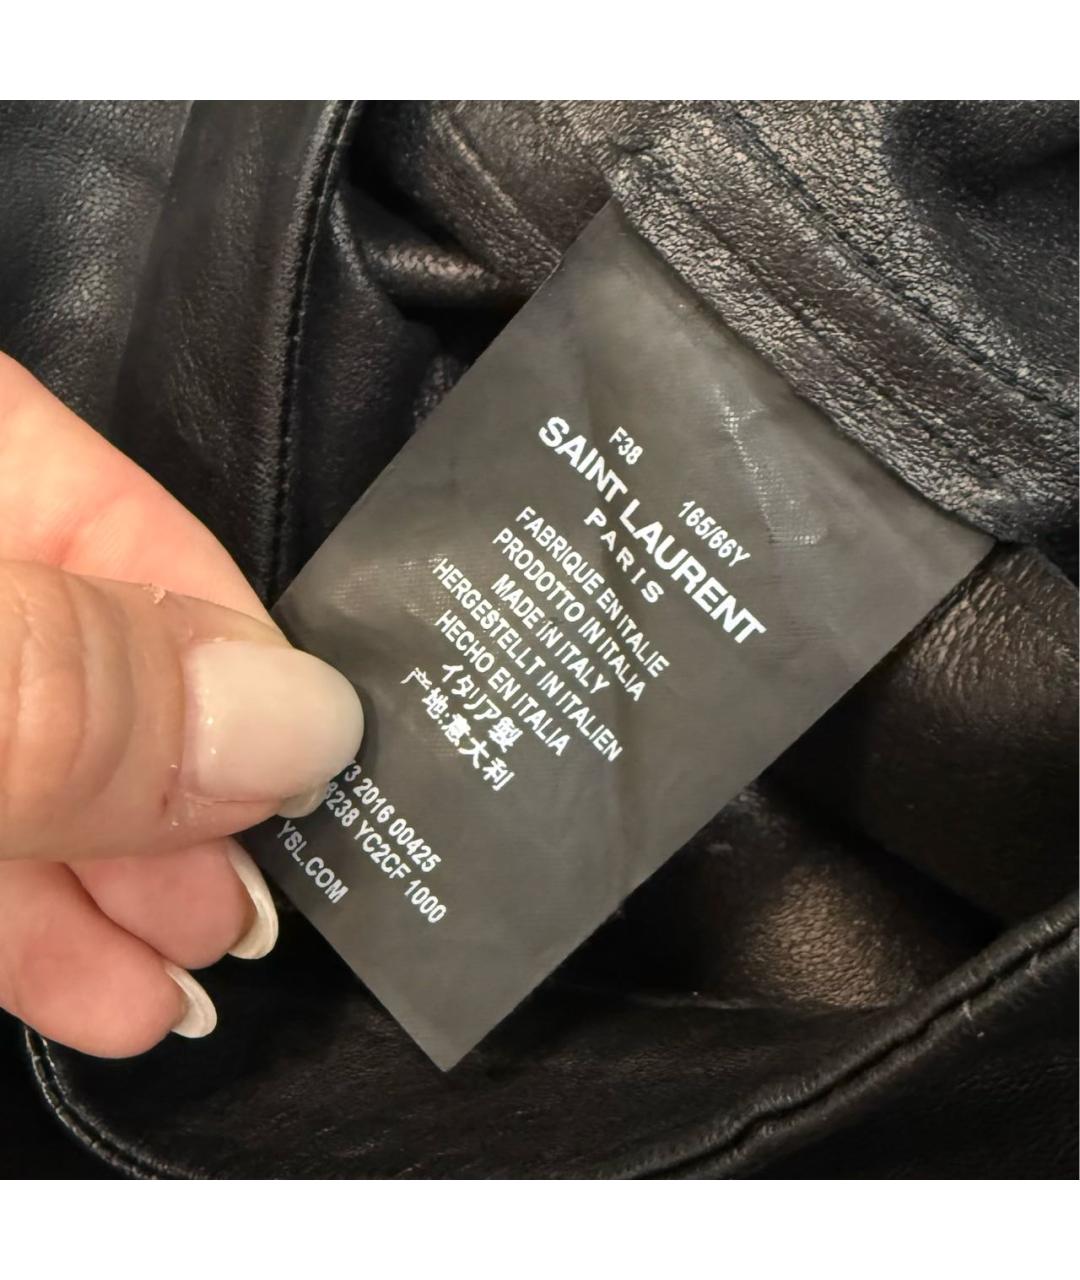 F38 165/66Y
SAINT LAURENT
PARIS
FABRIQUE EN ITALIE
PRODOTTO IN ITALIA
MADE IN ITALY
HERGESTELLT IN ITALIEN
HECHO EN ITALIA
イタリア製
产地:意大利
2016 00425
YC2CF 1000
YSL.COM